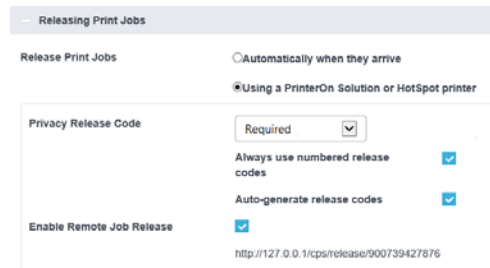 Releasing Print Jobs
Release Print Jobs
Automatically when they arrive
Using a PrinterOn Solution or HotSpot printer
Privacy Release Code
Required
Always use numbered release
codes
Auto-generate release codes
Enable Remote Job Release
http://127.0.0.1/cps/release/900739427876